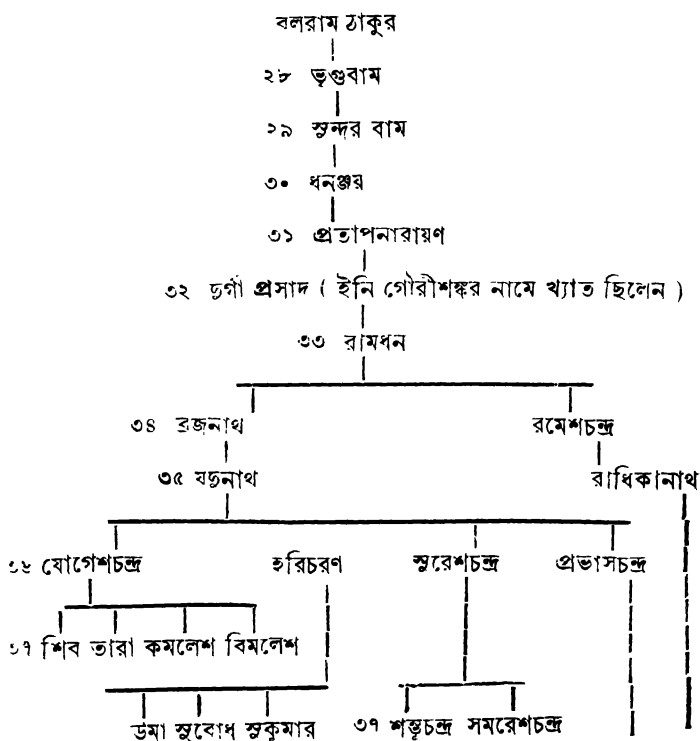 বলরাম ঠাকুর
২৮ ভৃগুবাম
২৯ সুন্দর বাম
৩০ ধনঞ্জয়
৩১ প্রতাপনারায়ণ
৩২ দুর্গা প্রসাদ ( ইনি গৌরীশঙ্কর নামে খ্যাত ছিলেন )
৩৩ রামধন
৩৪ ব্রজনাথ রমেশচন্দ্র
৩৫ যদুনাথ রাধিকানাথ
৩৬ যোগেশচন্দ্র হরিচরণ সুরেশচন্দ্র প্রভাসচন্দ্র
৩৭ শিব তারা কমলেশ বিমলেশ
উমা সুবোধ সুকুমার ৩৭ শম্ভূচন্দ্র সমরেশচন্দ্র